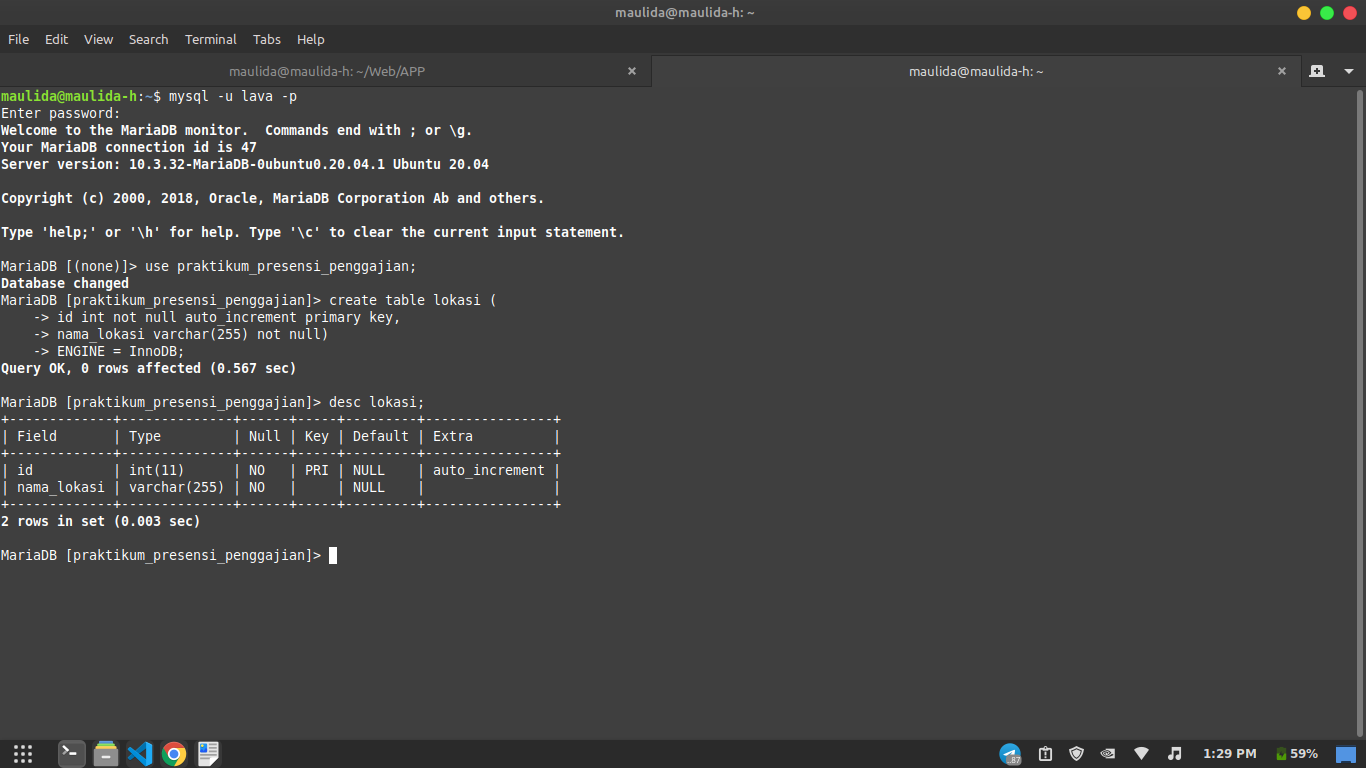 maulida@maulida-h: ~
File Edit View Search Terminal Tabs Help
maulida@maulida-h: ~/Web/APP × maulida@maulida-h: ~ ×
maulida@maulida-h:~$ mysql -u lava -p
Enter password:
Welcome to the MariaDB monitor.  Commands end with ; or \g.
Your MariaDB connection id is 47
Server version: 10.3.32-MariaDB-0ubuntu0.20.04.1 Ubuntu 20.04
Copyright (c) 2000, 2018, Oracle, MariaDB Corporation Ab and others.
Type 'help;' or '\h' for help. Type '\c' to clear the current input statement.
MariaDB [(none)]> use praktikum_presensi_penggajian;
Database changed
MariaDB [praktikum_presensi_penggajian]> create table lokasi (
    -> id int not null auto_increment primary key,
    -> nama_lokasi varchar(255) not null)
    -> ENGINE = InnoDB;
Query OK, 0 rows affected (0.567 sec)
MariaDB [praktikum_presensi_penggajian]> desc lokasi;
+-------------+--------------+------+-----+---------+----------------+
| Field       | Type         | Null | Key | Default | Extra          |
+-------------+--------------+------+-----+---------+----------------+
| id          | int(11)      | NO   | PRI | NULL    | auto_increment |
| nama_lokasi | varchar(255) | NO   |     | NULL    |                |
+-------------+--------------+------+-----+---------+----------------+
2 rows in set (0.003 sec)
MariaDB [praktikum_presensi_penggajian]>
..87 1:29 PM 59%